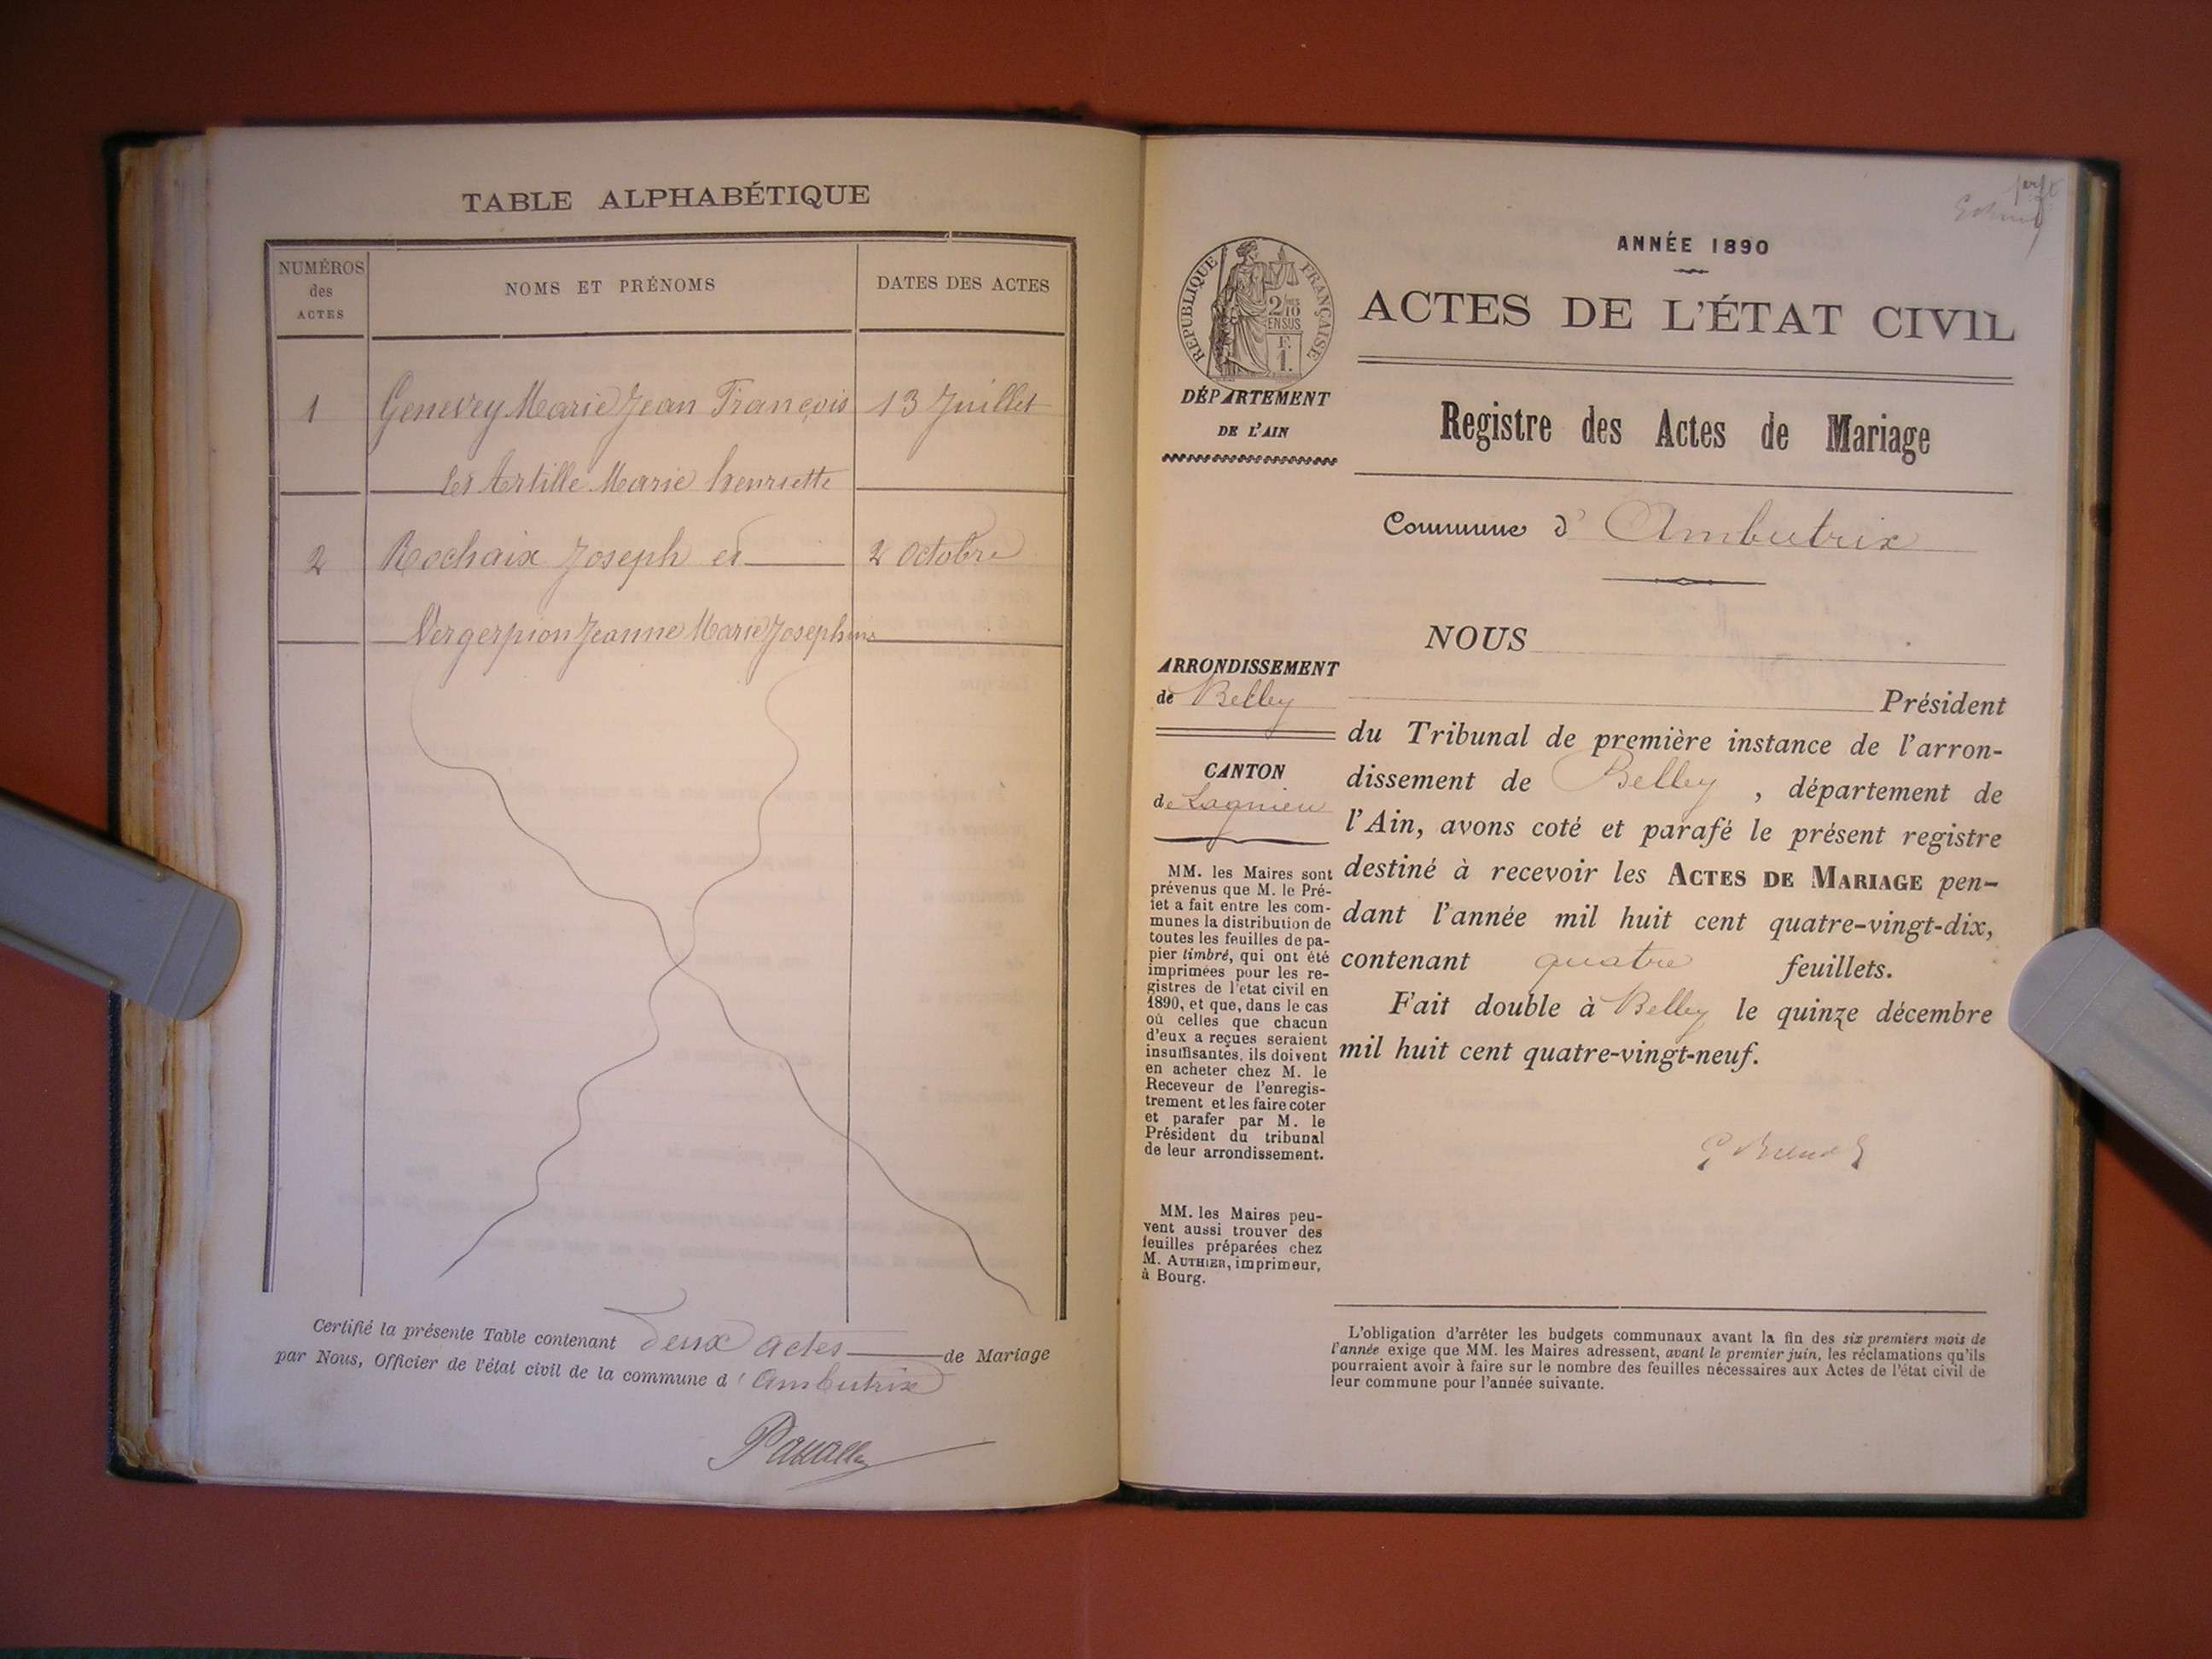 TABLE ALPHABÉTIQUE
NUMÉROS
des
ACTES
NOMS ET PRÉNOMS
DATES DES ACTES
1 Genevey Marie Jean François 13 Juillet
et Artille Marie henriette
2 Rochaix Joseph et 2 Octobre
Vergerpion Jeanne Marie Josephine
Certifié la présente Table contenant deux actes de Mariage
par Nous, Officier de l'état civil de la commune d' Ambutrix
ANNÉE 1890
RÉPUBLIQUE FRANÇAISE
2/10
EN SUS
F.
1.
ACTES DE L'ÉTAT CIVIL
DÉPARTEMENT
DE L'AIN
Registre des Actes de Mariage
Commune d' Ambutrix
ARRONDISSEMENT
de Belley
CANTON
de Lagnieu
MM. les Maires sont
prévenus que M. le Pré-
fet a fait entre les com-
munes la distribution de
toutes les feuilles de pa-
pier timbré, qui ont été
imprimées pour les re-
gistres de l'état civil en
1890, et que, dans le cas
où celles que chacun
d'eux a reçues seraient
insuffisantes, ils doivent
en acheter chez M. le
Receveur de l'enregis-
trement et les faire coter
et parafer par M. le
Président du tribunal
de leur arrondissement.
MM. les Maires peu-
vent aussi trouver des
feuilles préparées chez
M. AUTHIER, imprimeur,
à Bourg.
NOUS
Président
du Tribunal de première instance de l'arron-
dissement de Belley, département de
l'Ain, avons coté et parafé le présent registre
destiné à recevoir les ACTES DE MARIAGE pen-
dant l'année mil huit cent quatre-vingt-dix,
contenant quatre feuillets.
Fait double à Belley le quinze décembre
mil huit cent quatre-vingt-neuf.
L'obligation d'arrêter les budgets communaux avant la fin des six premiers mois de
l'année exige que MM. les Maires adressent, avant le premier juin, les réclamations qu'ils
pourraient avoir à faire sur le nombre des feuilles nécessaires aux Actes de l'état civil de
leur commune pour l'année suivante.